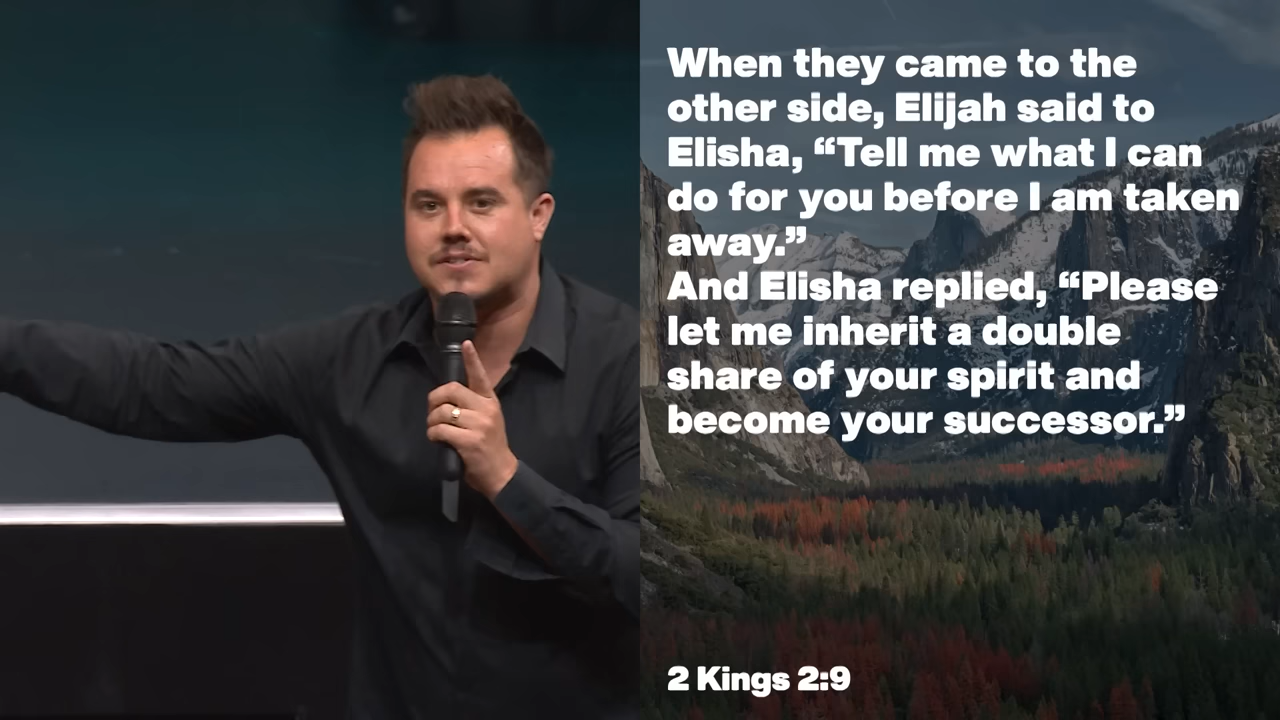 When they came to the
other side, Elijah said to
Elisha, “Tell me what I can
do for you before I am taken
away.”
And Elisha replied, “Please
let me inherit a double
share of your spirit and
become your successor.”
2 Kings 2:9